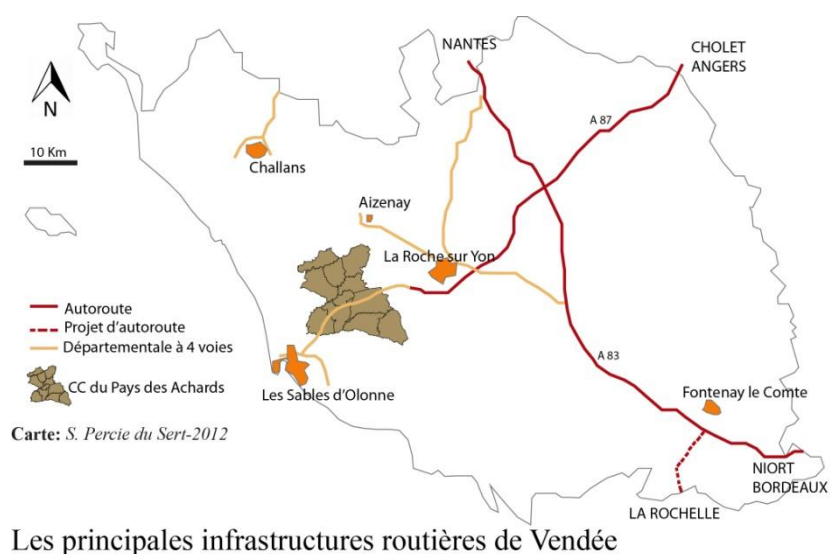 NANTES
CHOLET
ANGERS
N
10 Km
A 87
Challans
Aizenay
La Roche sur Yon
Autoroute
Projet d'autoroute
Départementale à 4 voies
CC du Pays des Achards
A 83
Les Sables d'Olonne
Fontenay le Comte
Carte: S. Percie du Sert-2012
NIORT
BORDEAUX
LA ROCHELLE
Les principales infrastructures routières de Vendée